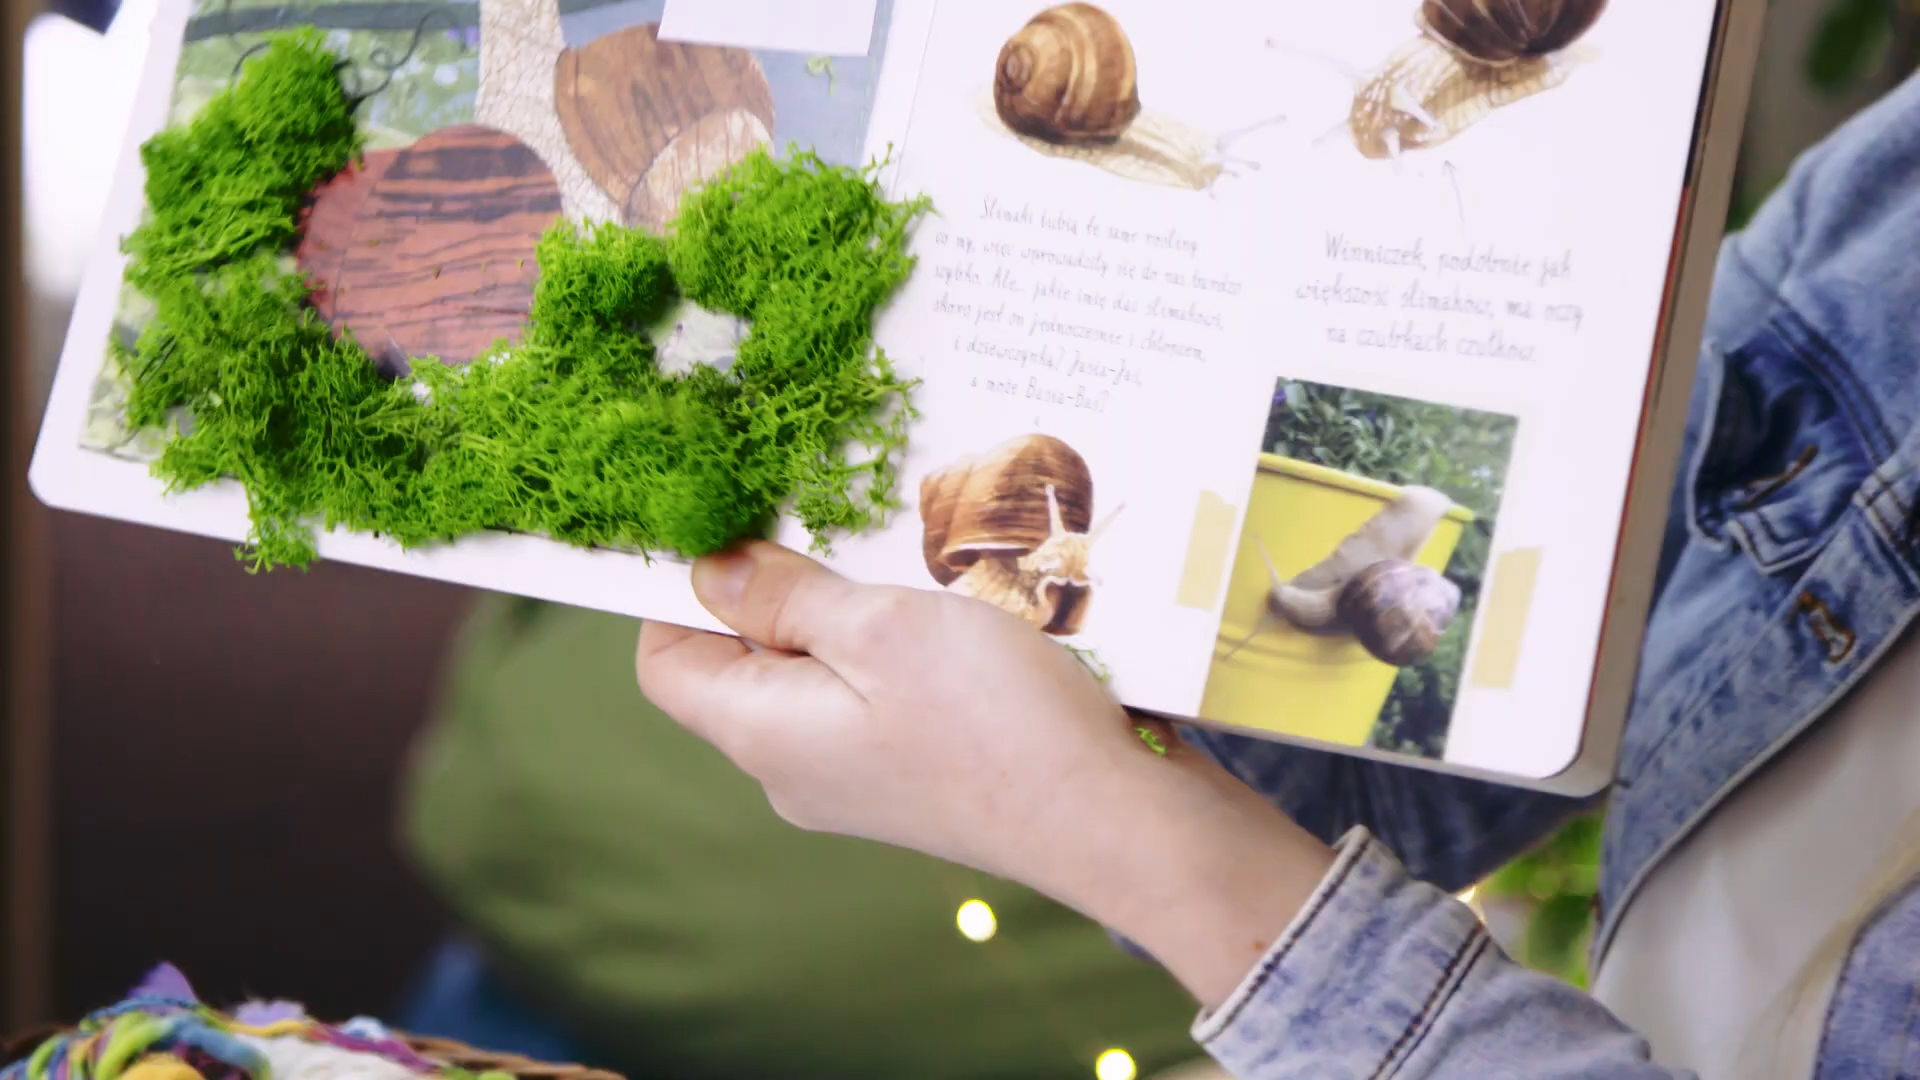 Ślimaki lubią te same rośliny
co my, więc wprowadziły się do nas bardzo
szybko. Ale... jakie imię dać ślimakowi,
skoro jest on jednocześnie i chłopcem,
i dziewczynką? Jasia-Jaś,
a może Basia-Baś?
Winniczek, podobnie jak
większość ślimaków, ma oczy
na czubkach czułków.